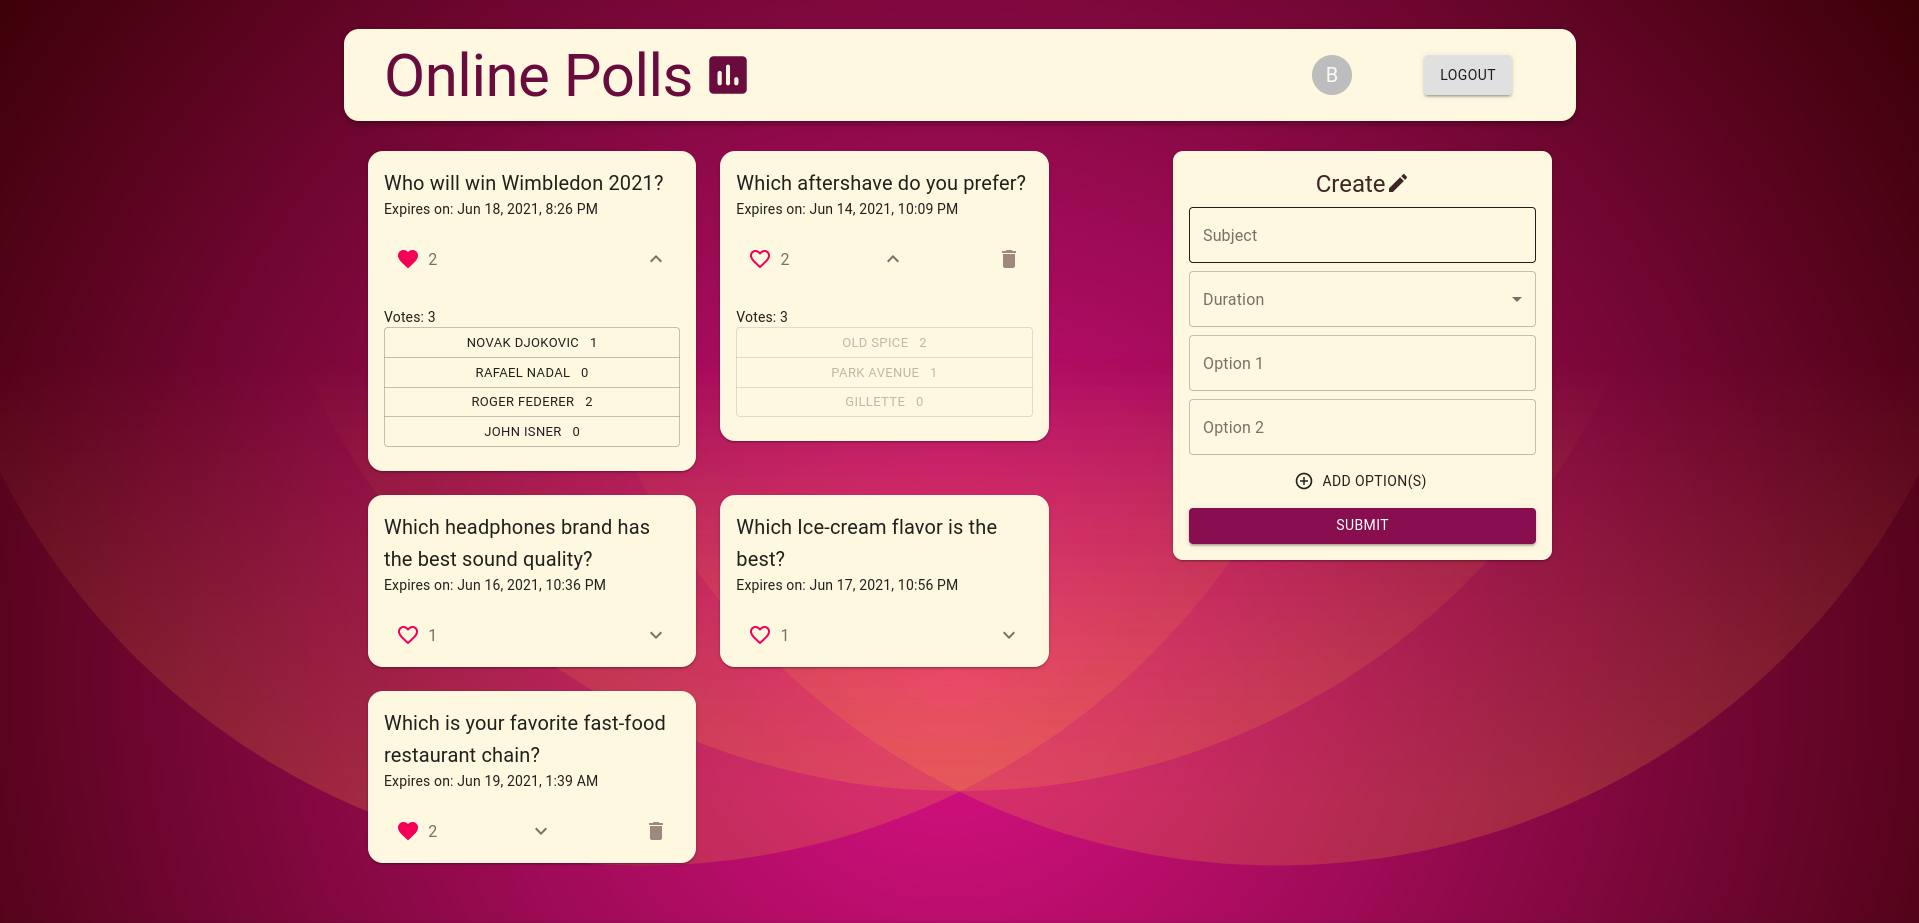 Online Polls
B
LOGOUT
Who will win Wimbledon 2021?
Expires on: Jun 18, 2021, 8:26 PM
2
Votes: 3
NOVAK DJOKOVIC 1
RAFAEL NADAL 0
ROGER FEDERER 2
JOHN ISNER 0
Which aftershave do you prefer?
Expires on: Jun 14, 2021, 10:09 PM
2
Votes: 3
OLD SPICE 2
PARK AVENUE 1
GILLETTE 0
Which headphones brand has
the best sound quality?
Expires on: Jun 16, 2021, 10:36 PM
1
Which Ice-cream flavor is the
best?
Expires on: Jun 17, 2021, 10:56 PM
1
Which is your favorite fast-food
restaurant chain?
Expires on: Jun 19, 2021, 1:39 AM
2
Create
Subject
Duration
Option 1
Option 2
ADD OPTION(S)
SUBMIT